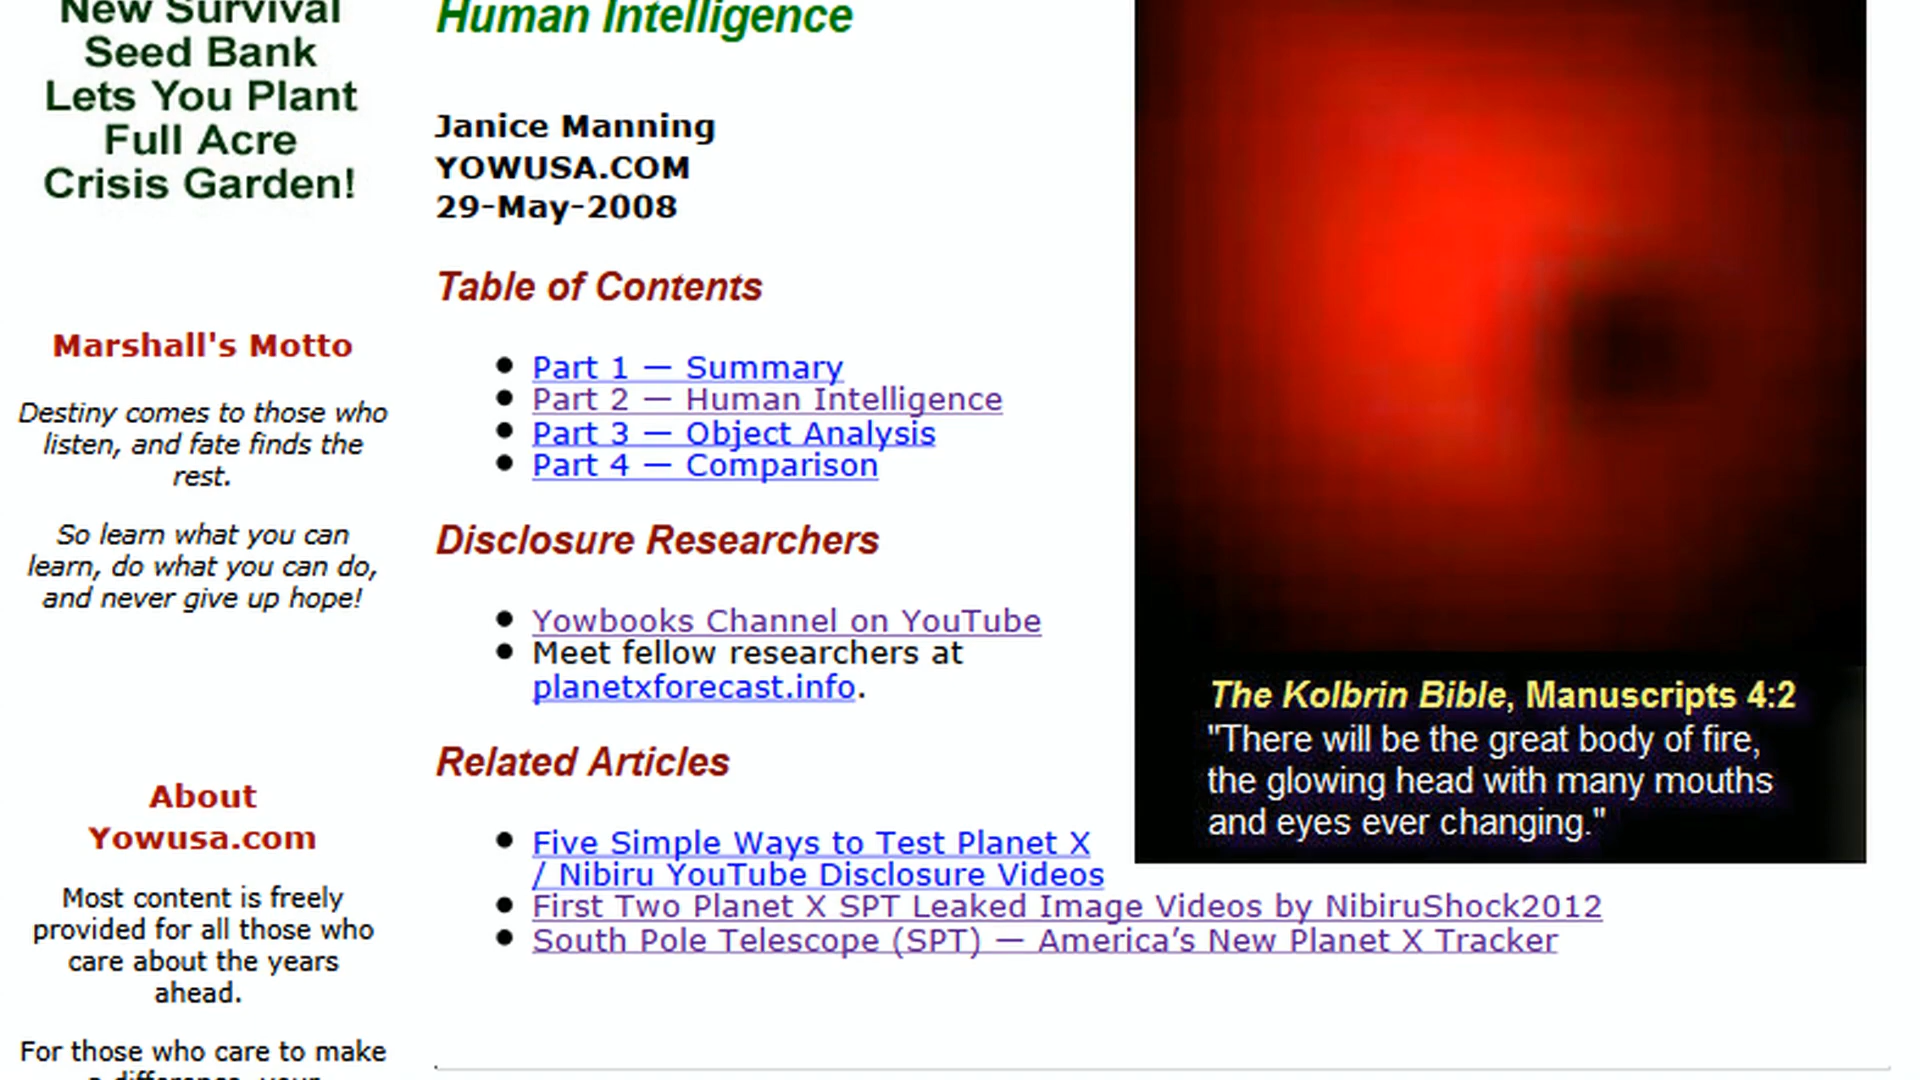 New Survival
Seed Bank
Lets You Plant
Full Acre
Crisis Garden!
Marshall's Motto
Destiny comes to those who
listen, and fate finds the
rest.
So learn what you can
learn, do what you can do,
and never give up hope!
About
Yowusa.com
Most content is freely
provided for all those who
care about the years
ahead.
For those who care to make
a difference, your
Human Intelligence
Janice Manning
YOWUSA.COM
29-May-2008
Table of Contents
Part 1 — Summary
Part 2 — Human Intelligence
Part 3 — Object Analysis
Part 4 — Comparison
Disclosure Researchers
Yowbooks Channel on YouTube
Meet fellow researchers at
planetxforecast.info.
Related Articles
Five Simple Ways to Test Planet X
/ Nibiru YouTube Disclosure Videos
First Two Planet X SPT Leaked Image Videos by NibiruShock2012
South Pole Telescope (SPT) — America’s New Planet X Tracker
The Kolbrin Bible, Manuscripts 4:2
"There will be the great body of fire,
the glowing head with many mouths
and eyes ever changing."